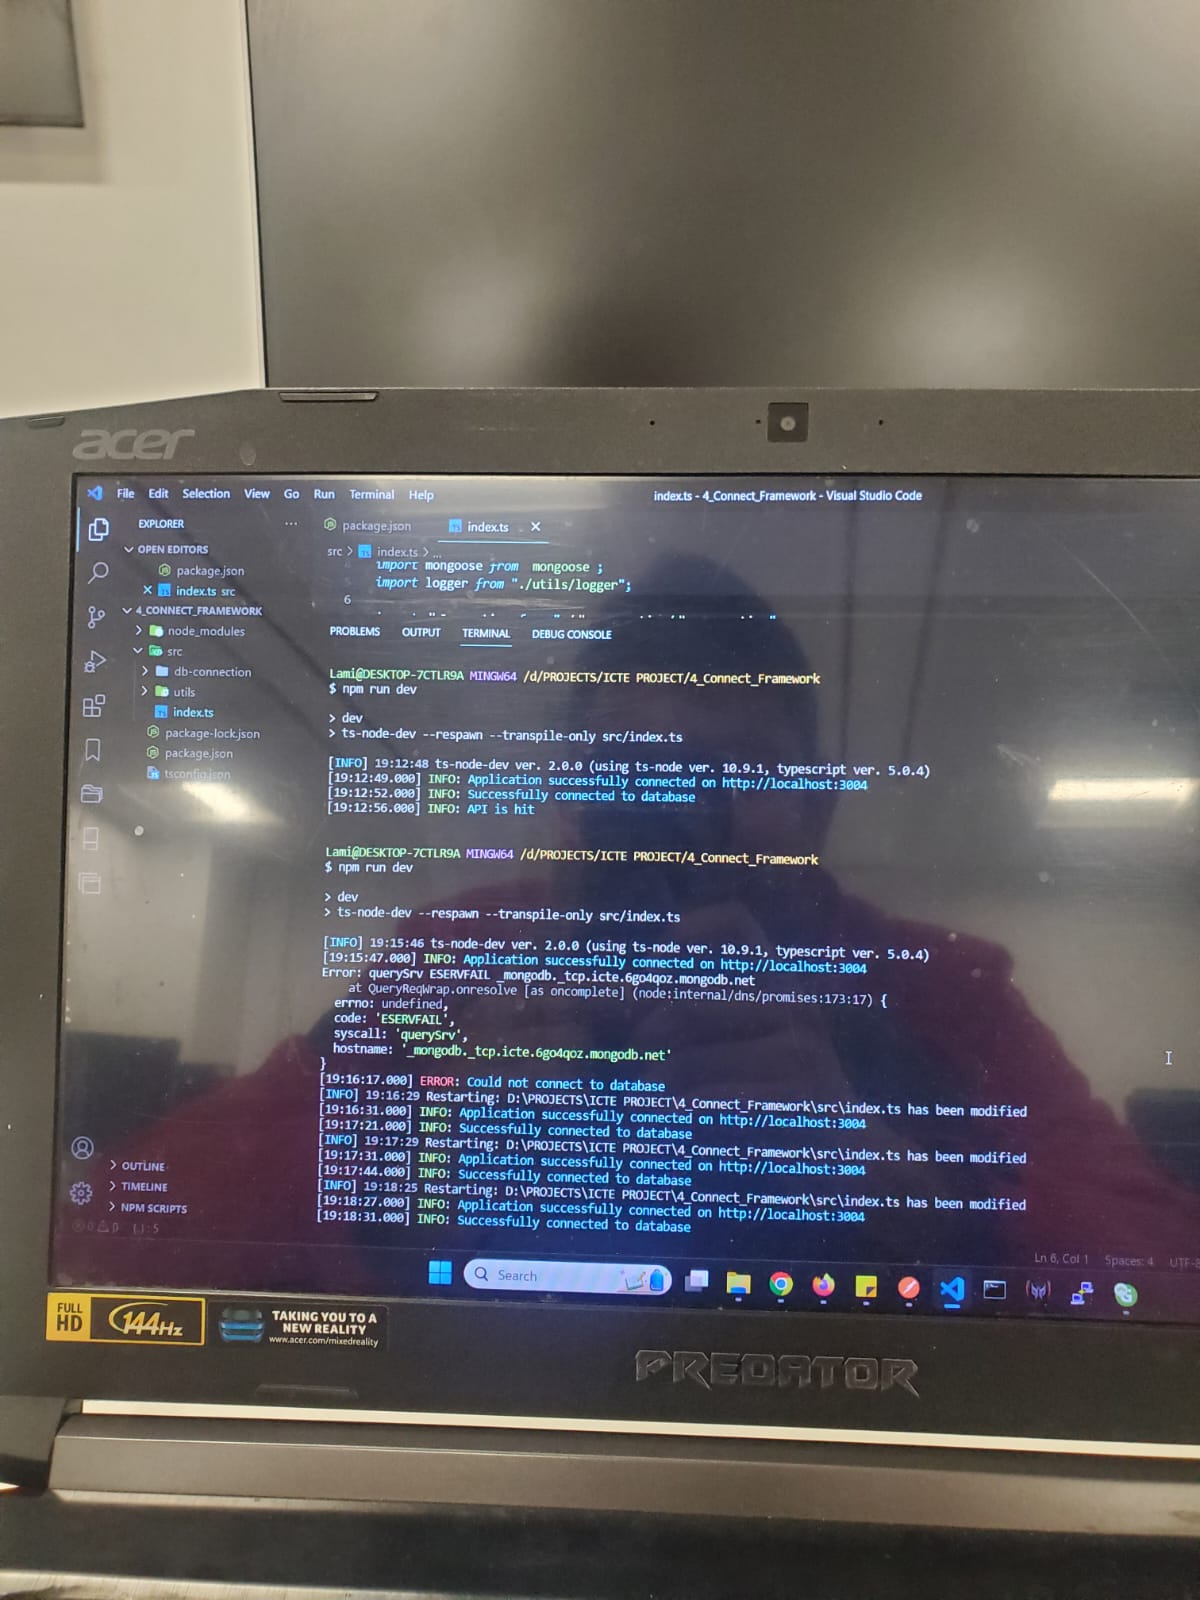 acer
File Edit Selection View Go Run Terminal Help
index.ts - 4_Connect_Framework - Visual Studio Code
EXPLORER
...
OPEN EDITORS
package.json
index.ts src
4_CONNECT_FRAMEWORK
node_modules
src
db-connection
utils
index.ts
package-lock.json
package.json
tsconfig.json
OUTLINE
TIMELINE
NPM SCRIPTS
package.json
index.ts
src > index.ts > ...
import mongoose from mongoose ;
import logger from "./utils/logger";
6
PROBLEMS OUTPUT TERMINAL DEBUG CONSOLE
Lami@DESKTOP-7CTLR9A MINGW64 /d/PROJECTS/ICTE PROJECT/4_Connect_Framework
$ npm run dev
> dev
> ts-node-dev --respawn --transpile-only src/index.ts
[INFO] 19:12:48 ts-node-dev ver. 2.0.0 (using ts-node ver. 10.9.1, typescript ver. 5.0.4)
[19:12:49.000] INFO: Application successfully connected on http://localhost:3004
[19:12:52.000] INFO: Successfully connected to database
[19:12:56.000] INFO: API is hit
Lami@DESKTOP-7CTLR9A MINGW64 /d/PROJECTS/ICTE PROJECT/4_Connect_Framework
$ npm run dev
> dev
> ts-node-dev --respawn --transpile-only src/index.ts
[INFO] 19:15:46 ts-node-dev ver. 2.0.0 (using ts-node ver. 10.9.1, typescript ver. 5.0.4)
[19:15:47.000] INFO: Application successfully connected on http://localhost:3004
Error: querySrv ESERVFAIL _mongodb._tcp.icte.6go4qoz.mongodb.net
at QueryReqWrap.onresolve [as oncomplete] (node:internal/dns/promises:173:17) {
errno: undefined,
code: 'ESERVFAIL',
syscall: 'querySrv',
hostname: '_mongodb._tcp.icte.6go4qoz.mongodb.net'
}
[19:16:17.000] ERROR: Could not connect to database
[INFO] 19:16:29 Restarting: D:\PROJECTS\ICTE PROJECT\4_Connect_Framework\src\index.ts has been modified
[19:16:31.000] INFO: Application successfully connected on http://localhost:3004
[19:17:21.000] INFO: Successfully connected to database
[INFO] 19:17:29 Restarting: D:\PROJECTS\ICTE PROJECT\4_Connect_Framework\src\index.ts has been modified
[19:17:31.000] INFO: Application successfully connected on http://localhost:3004
[19:17:44.000] INFO: Successfully connected to database
[INFO] 19:18:25 Restarting: D:\PROJECTS\ICTE PROJECT\4_Connect_Framework\src\index.ts has been modified
[19:18:27.000] INFO: Application successfully connected on http://localhost:3004
[19:18:31.000] INFO: Successfully connected to database
Ln 6, Col 1 Spaces: 4 UTF-8
Search
FULL HD
144Hz
TAKING YOU TO A
NEW REALITY
www.acer.com/mixedreality
PREDATOR